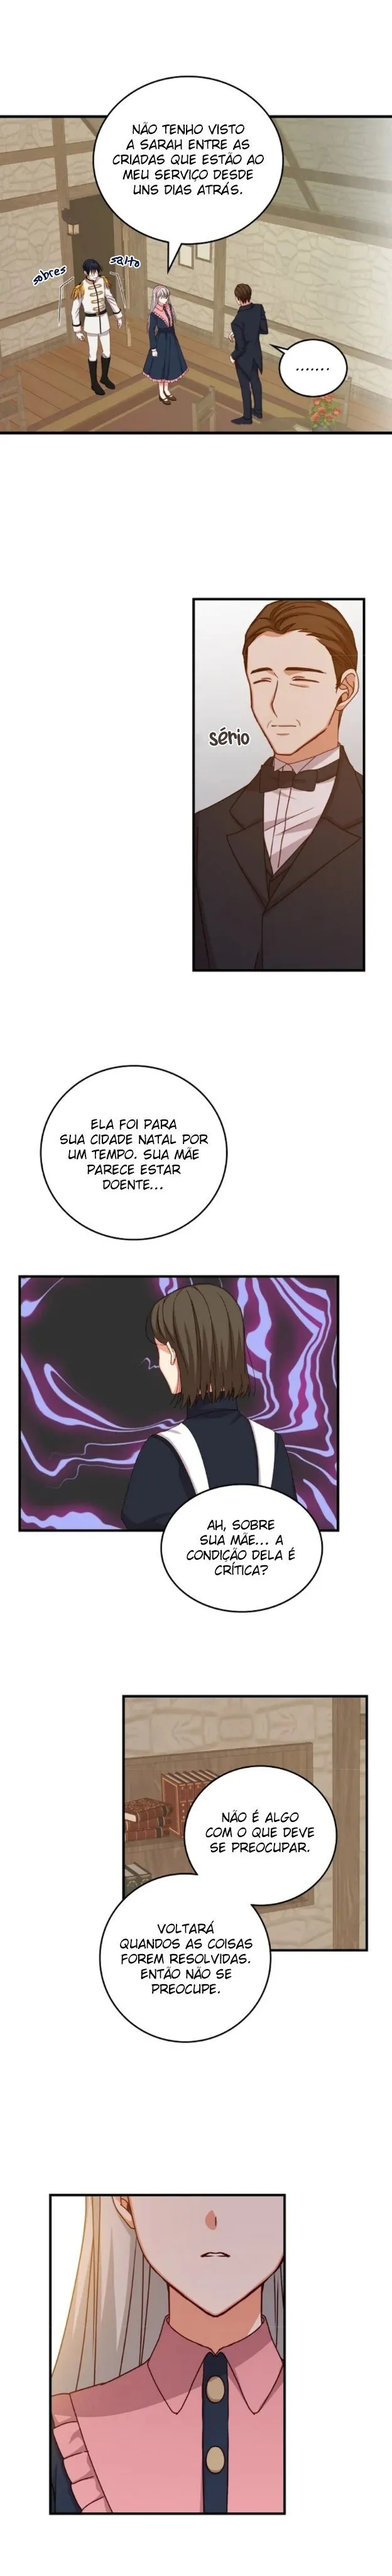 NÃO TENHO VISTO
A SARAH ENTRE AS
CRIADAS QUE ESTÃO AO
MEU SERVIÇO DESDE
UNS DIAS ATRÁS.
sobres
salto
.......
sério
ELA FOI PARA
SUA CIDADE NATAL POR
UM TEMPO. SUA MÃE
PARECE ESTAR
DOENTE...
AH, SOBRE
SUA MÃE... A
CONDIÇÃO DELA É
CRÍTICA?
NÃO É ALGO
COM O QUE DEVE
SE PREOCUPAR.
VOLTARÁ
QUANDOS AS COISAS
FOREM RESOLVIDAS.
ENTÃO NÃO SE
PREOCUPE.